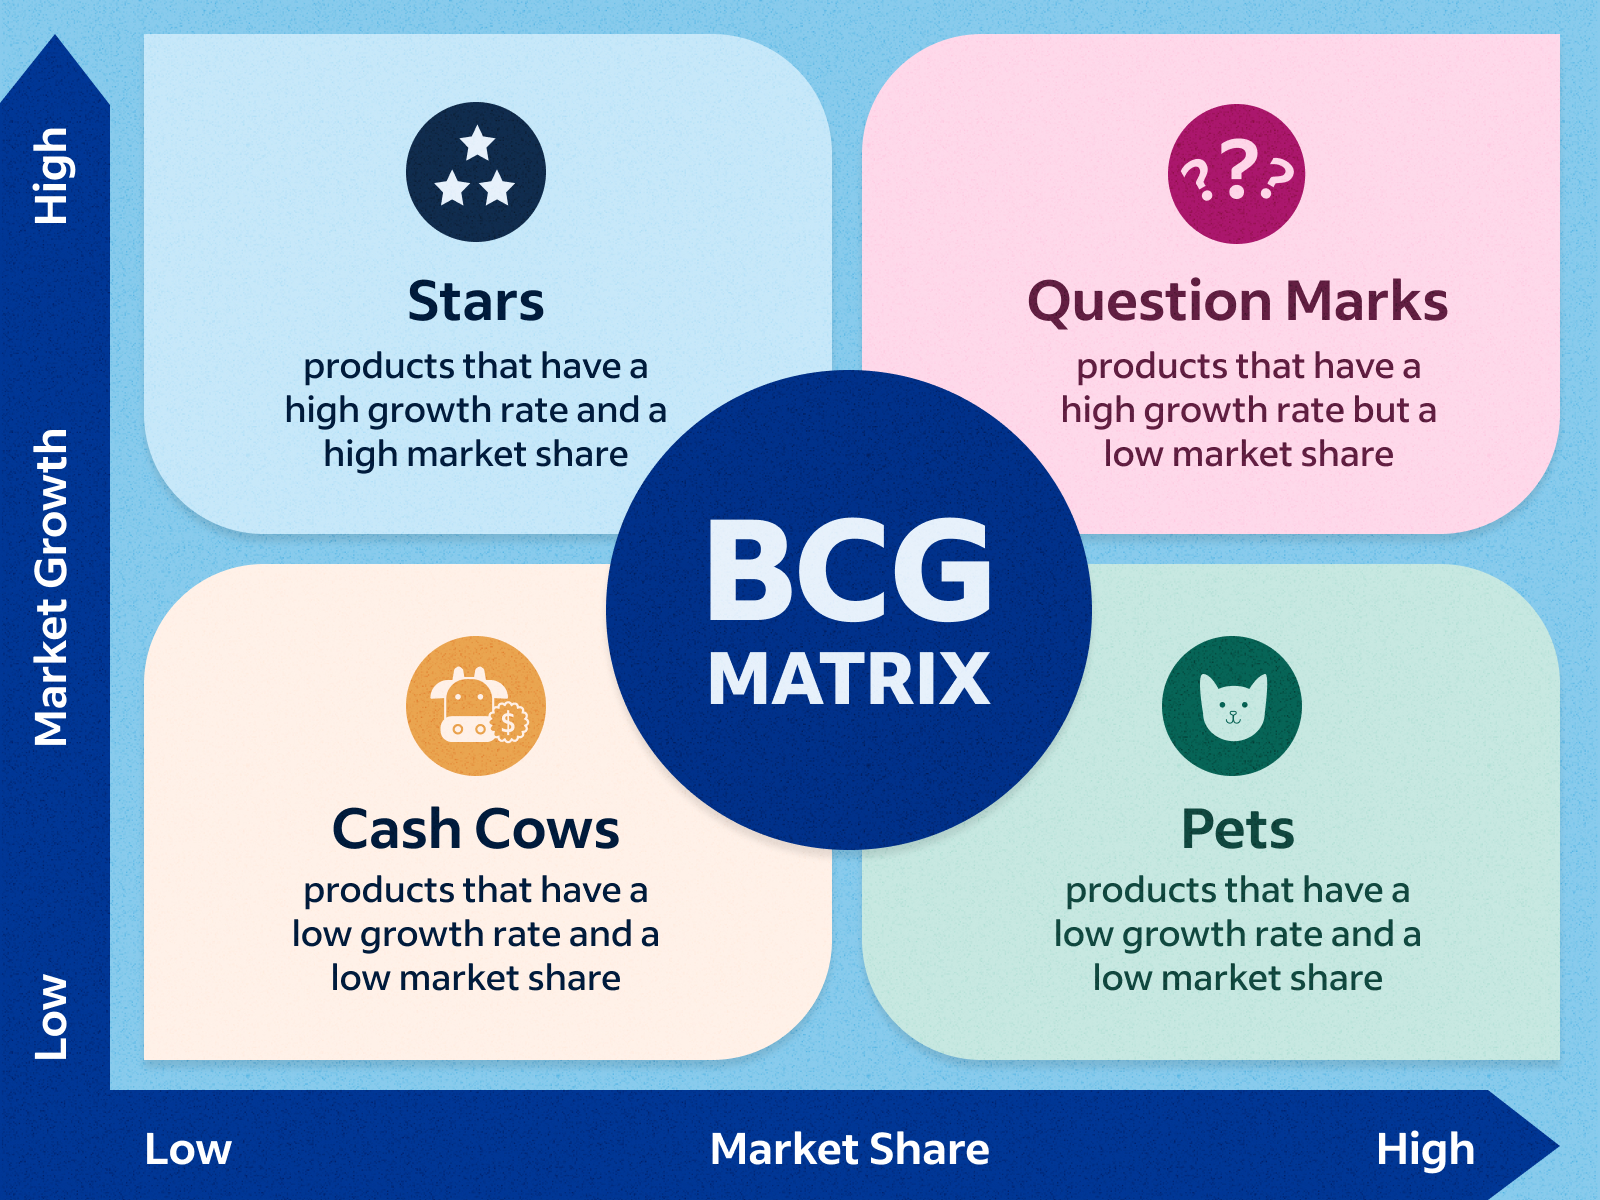 High
Market Growth
Low
Stars
products that have a
high growth rate and a
high market share
???
Question Marks
products that have a
high growth rate but a
low market share
BCG
MATRIX
$
Cash Cows
products that have a
low growth rate and a
low market share
Pets
products that have a
low growth rate and a
low market share
Low
Market Share
High